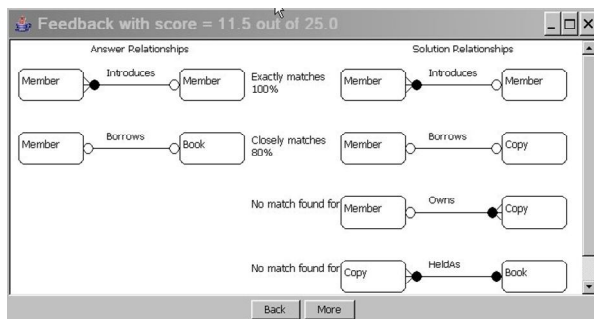 Feedback with score = 11.5 out of 25.0
Answer Relationships
Solution Relationships
Member
Introduces
Member
Exactly matches
100%
Member
Introduces
Member
Member
Borrows
Book
Closely matches
80%
Member
Borrows
Copy
No match found for
Member
Owns
Copy
No match found for
Copy
HeldAs
Book
Back
More